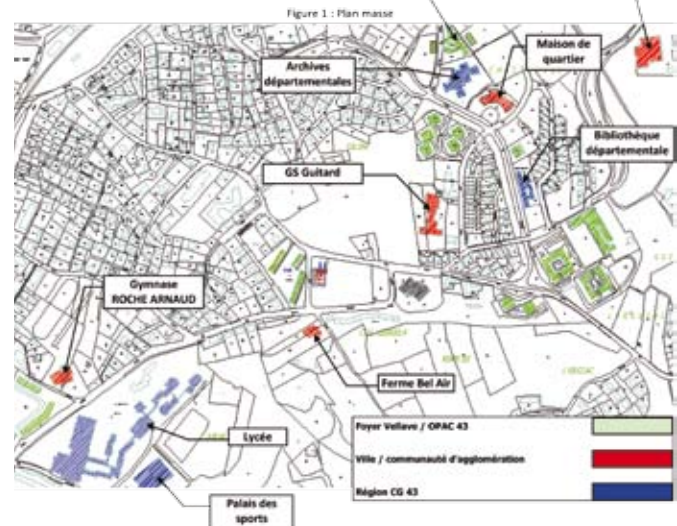 Figure 1 : Plan masse
Archives
départementales
Maison de
quartier
Bibliothèque
départementale
GS Guitard
Gymnase
ROCHE ARNAUD
Ferme Bel Air
Lycée
Palais des
sports
Foyer Vellave / OPAC 43
Ville / communauté d'agglomération
Région CG 43